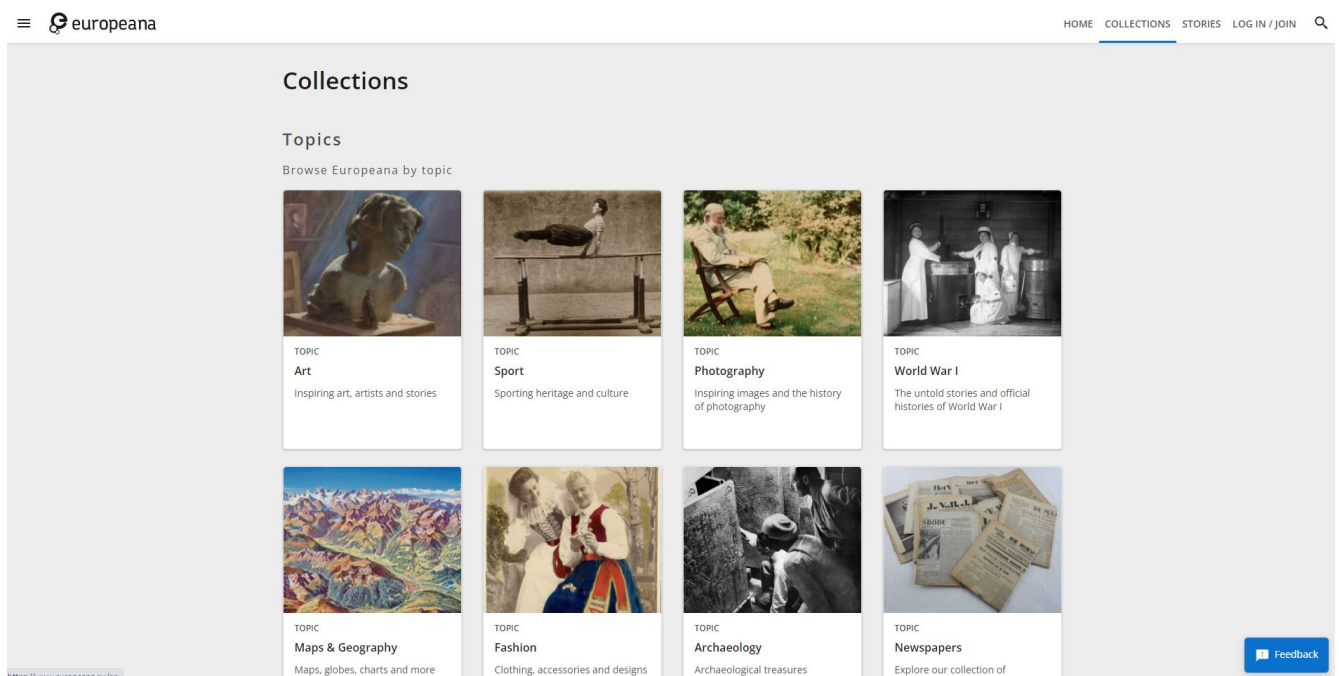 europeana
HOME COLLECTIONS STORIES LOG IN / JOIN
Collections
Topics
Browse Europeana by topic
TOPIC
Art
Inspiring art, artists and stories
TOPIC
Sport
Sporting heritage and culture
TOPIC
Photography
Inspiring images and the history
of photography
TOPIC
World War I
The untold stories and official
histories of World War I
TOPIC
Maps & Geography
Maps, globes, charts and more
TOPIC
Fashion
Clothing, accessories and designs
TOPIC
Archaeology
Archaeological treasures
TOPIC
Newspapers
Explore our collection of
Feedback